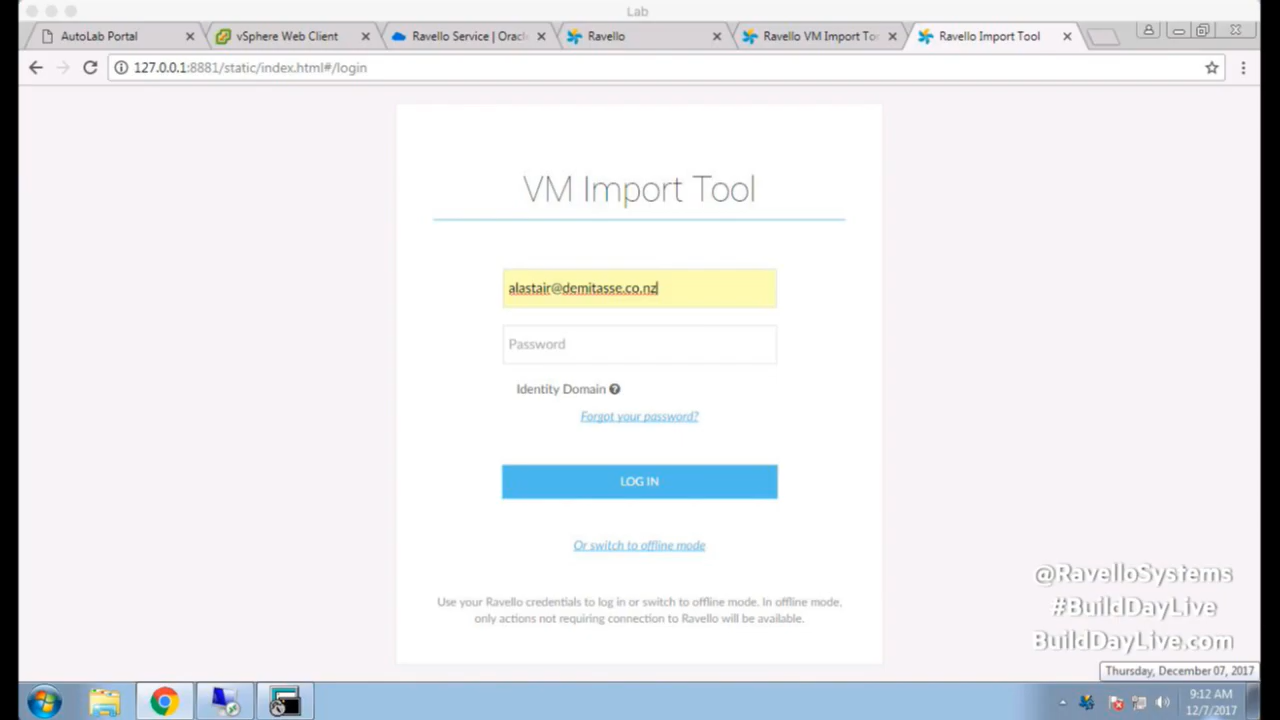 Lab
AutoLab Portal
vSphere Web Client
Ravello Service | Orac
Ravello
Ravello VM Import To
Ravello Import Tool
127.0.0.1:8881/static/index.html#/login
VM Import Tool
alastair@demitasse.co.nz
Password
Identity Domain
Forgot your password?
LOG IN
Or switch to offline mode
Use your Ravello credentials to log in or switch to offline mode. In offline mode,
only actions not requiring connection to Ravello will be available.
@RavelloSystems
#BuildDayLive
BuildDayLive.com
Thursday, December 07, 2017
9:12 AM
12/7/2017